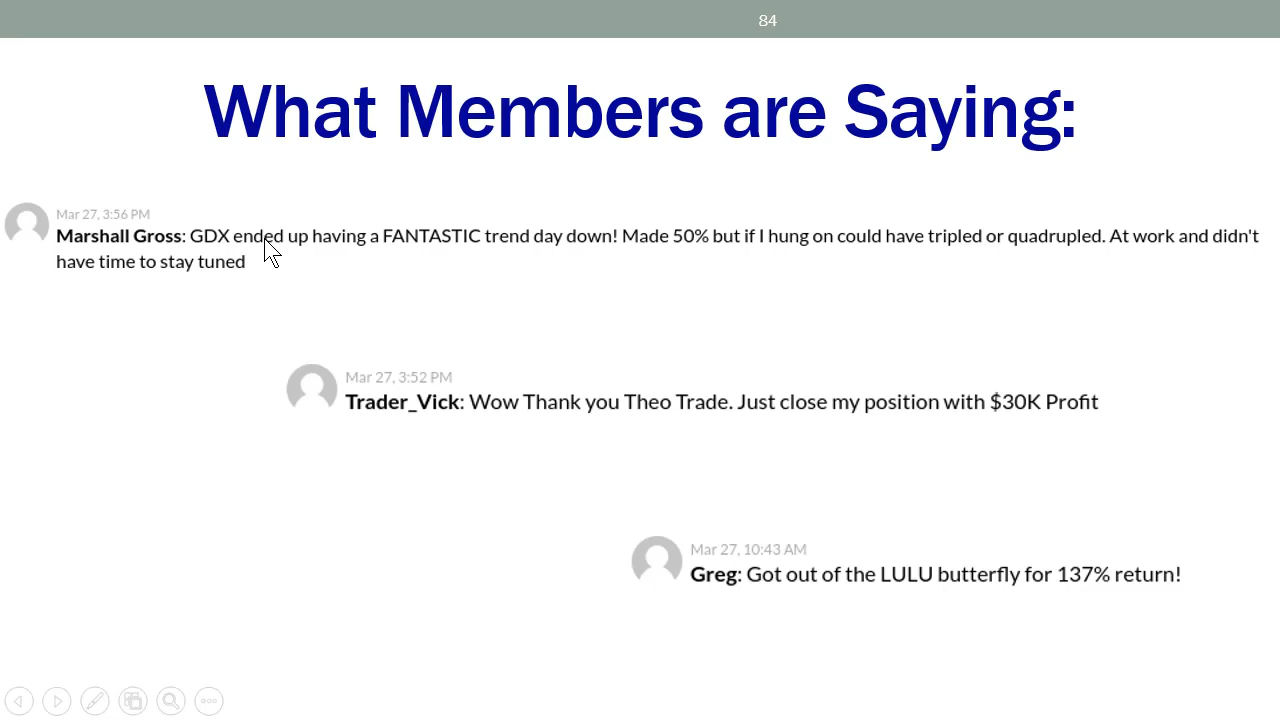 84
What Members are Saying:
Mar 27, 3:56 PM
Marshall Gross: GDX ended up having a FANTASTIC trend day down! Made 50% but if I hung on could have tripled or quadrupled. At work and didn't
have time to stay tuned
Mar 27, 3:52 PM
Trader_Vick: Wow Thank you Theo Trade. Just close my position with $30K Profit
Mar 27, 10:43 AM
Greg: Got out of the LULU butterfly for 137% return!